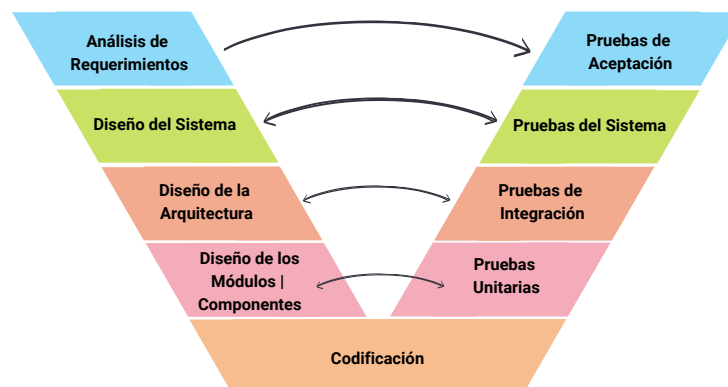 Análisis de
Requerimientos
Pruebas de
Aceptación
Diseño del Sistema
Pruebas del Sistema
Diseño de la
Arquitectura
Pruebas de
Integración
Diseño de los
Módulos |
Componentes
Pruebas
Unitarias
Codificación